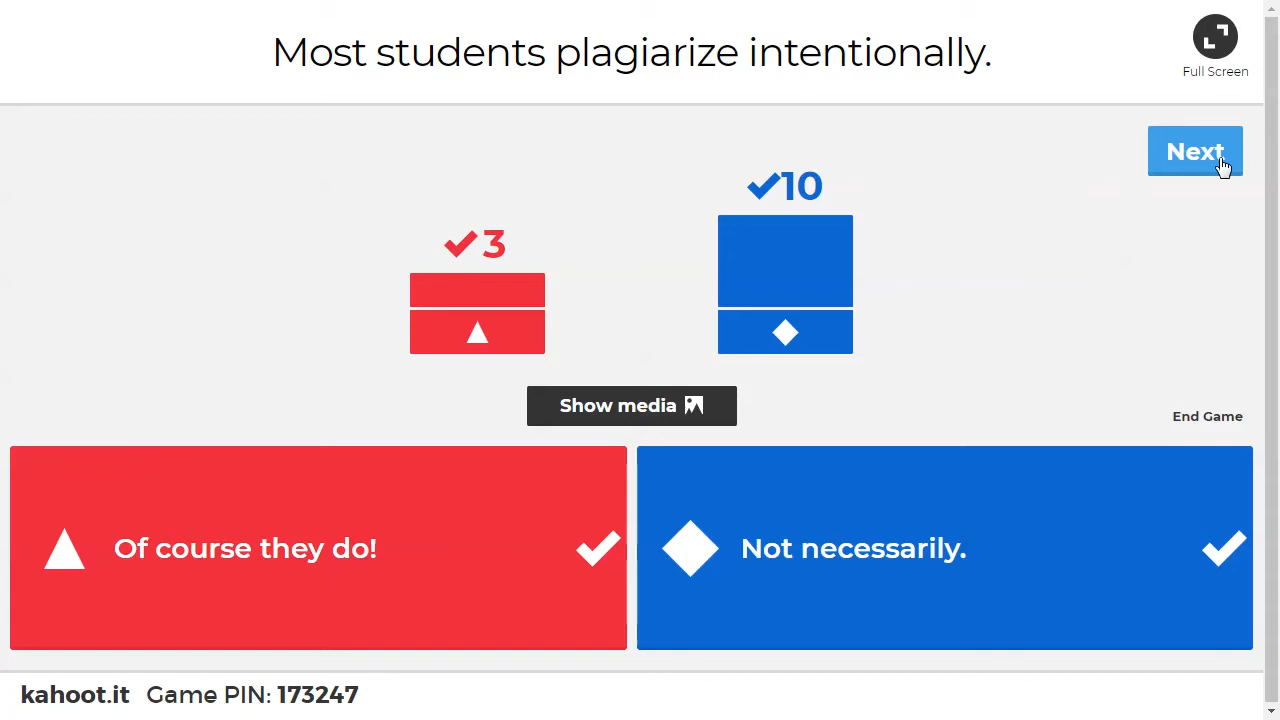 Most students plagiarize intentionally.
Full Screen
Next
10
3
Show media
End Game
Of course they do!
Not necessarily.
kahoot.it Game PIN: 173247